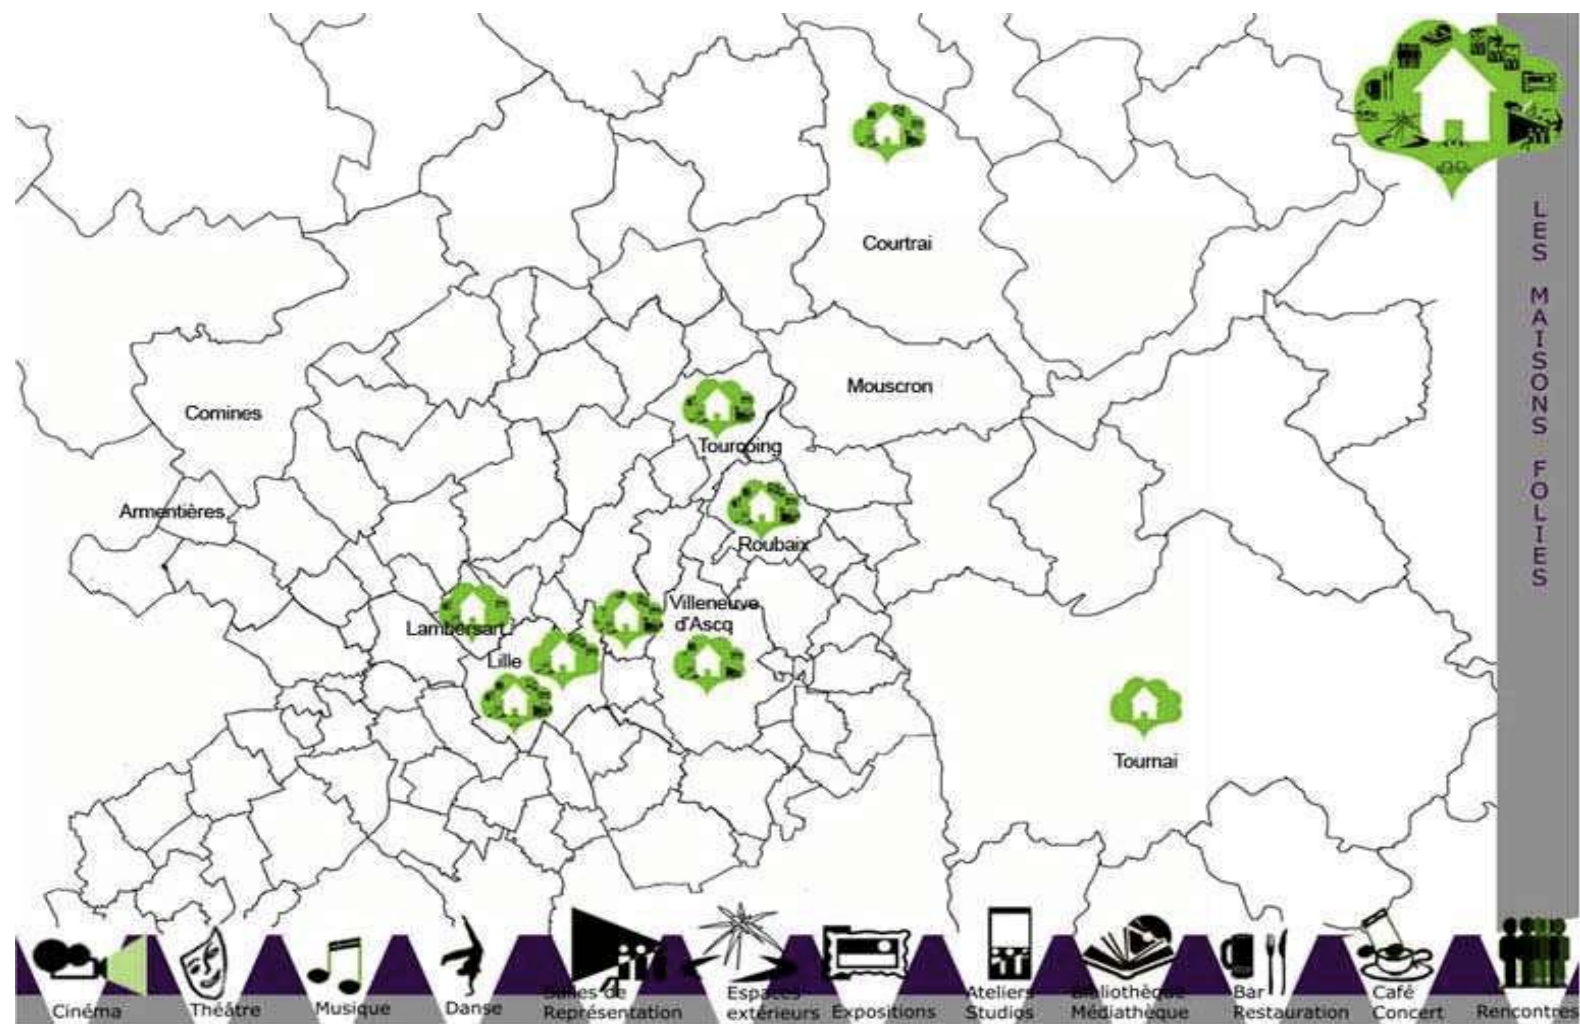 LES MAISONS FOLIES
Courtrai
Mouscron
Comines
Tourcoing
Armentières
Roubaix
Villeneuve
d'Ascq
Lambersart
Lille
Tournai
Cinéma
Théâtre
Musique
Danse
Salles de
Représentation
Espaces
extérieurs
Expositions
Ateliers
Studios
Bibliothèque
Médiathèque
Bar
Restauration
Café
Concert
Rencontres